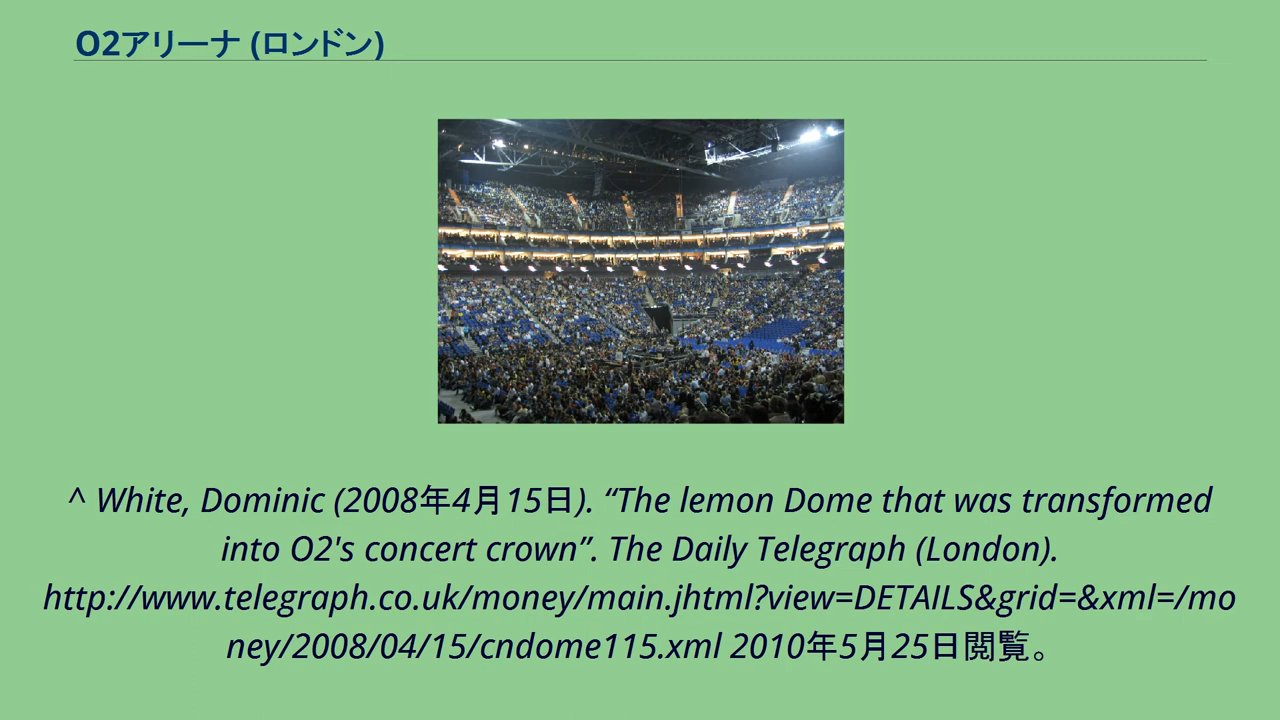 O2アリーナ (ロンドン)
^ White, Dominic (2008年4月15日). “The lemon Dome that was transformed
into O2's concert crown”. The Daily Telegraph (London).
http://www.telegraph.co.uk/money/main.jhtml?view=DETAILS&grid=&xml=/mo
ney/2008/04/15/cndome115.xml 2010年5月25日閲覧。